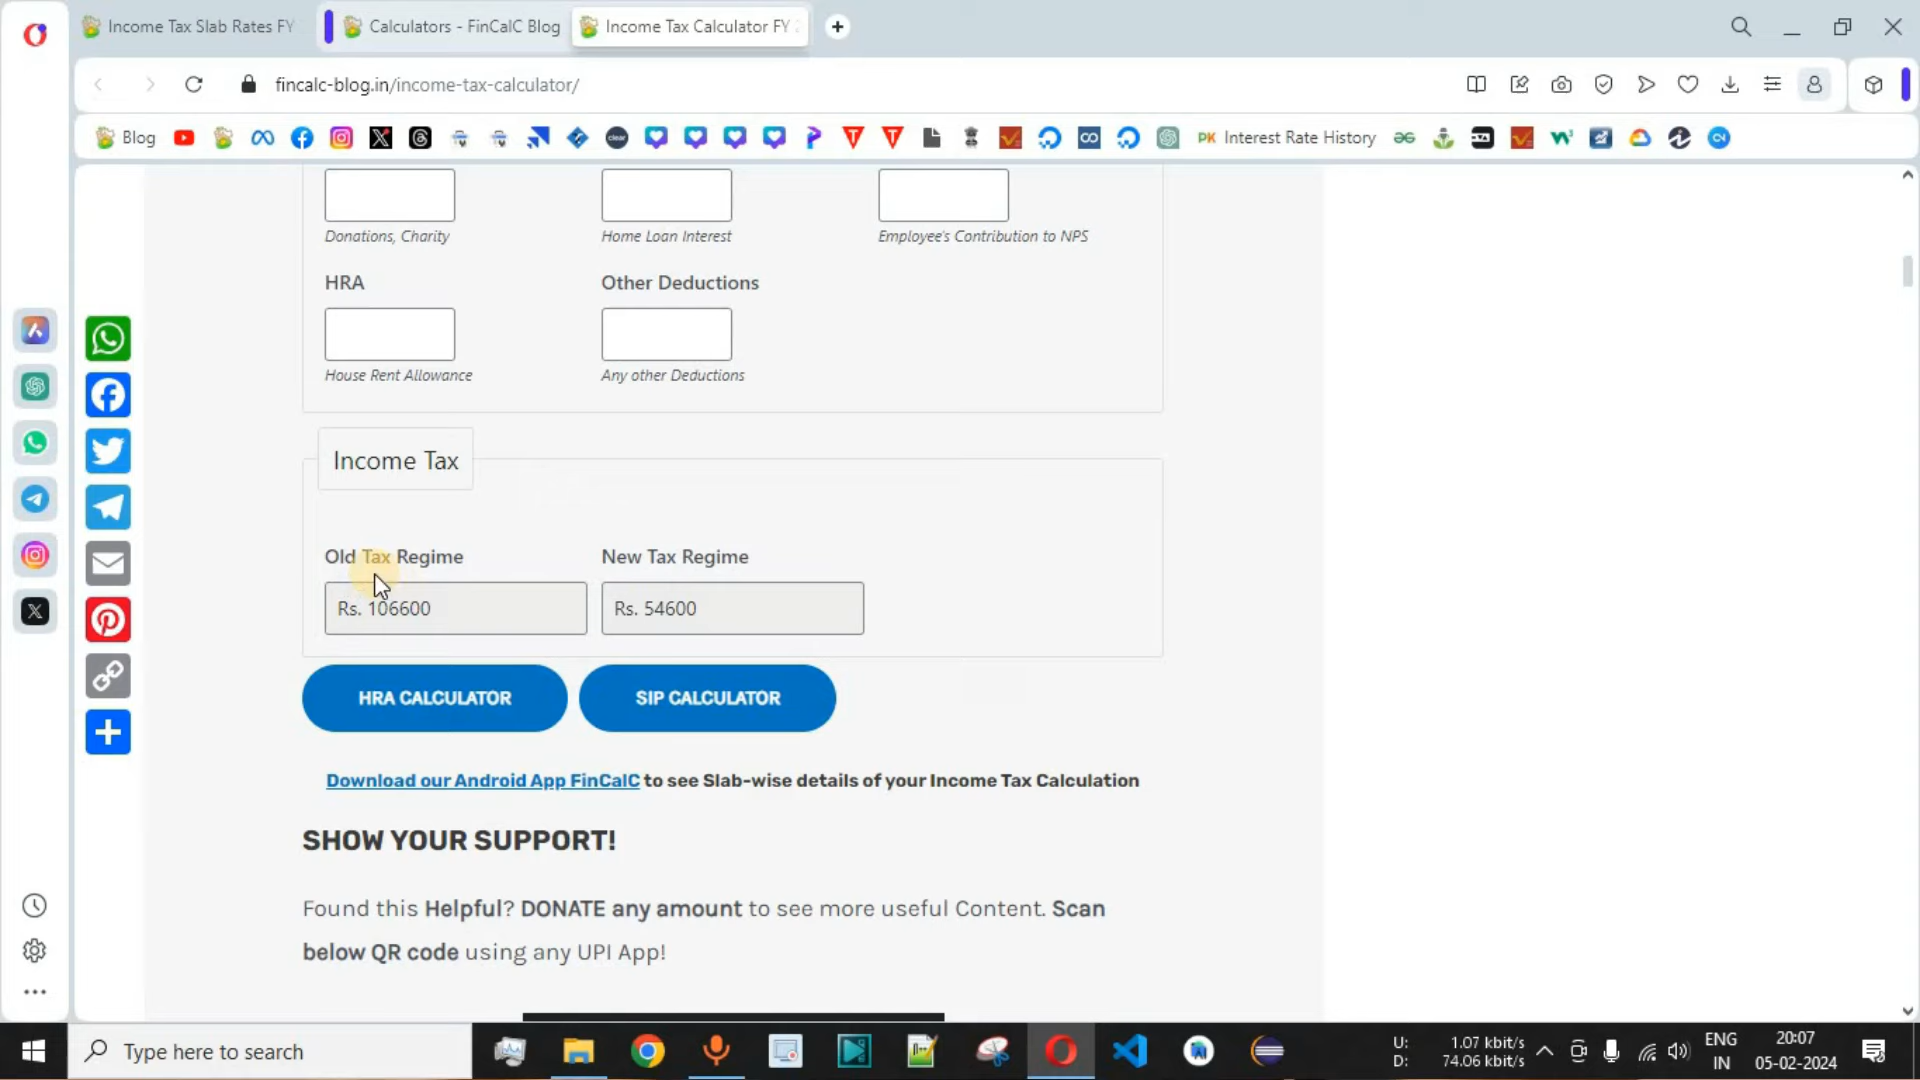 Income Tax Slab Rates FY
Calculators - FinCalC Blog
Income Tax Calculator FY 2
fincalc-blog.in/income-tax-calculator/
Blog
PK Interest Rate History
Donations, Charity
Home Loan Interest
Employee's Contribution to NPS
HRA
Other Deductions
House Rent Allowance
Any other Deductions
Income Tax
Old Tax Regime
New Tax Regime
Rs. 106600
Rs. 54600
HRA CALCULATOR
SIP CALCULATOR
Download our Android App FinCalC to see Slab-wise details of your Income Tax Calculation
SHOW YOUR SUPPORT!
Found this Helpful? DONATE any amount to see more useful Content. Scan
below QR code using any UPI App!
Type here to search
U: 1.07 kbit/s
D: 74.06 kbit/s
ENG
IN
20:07
05-02-2024